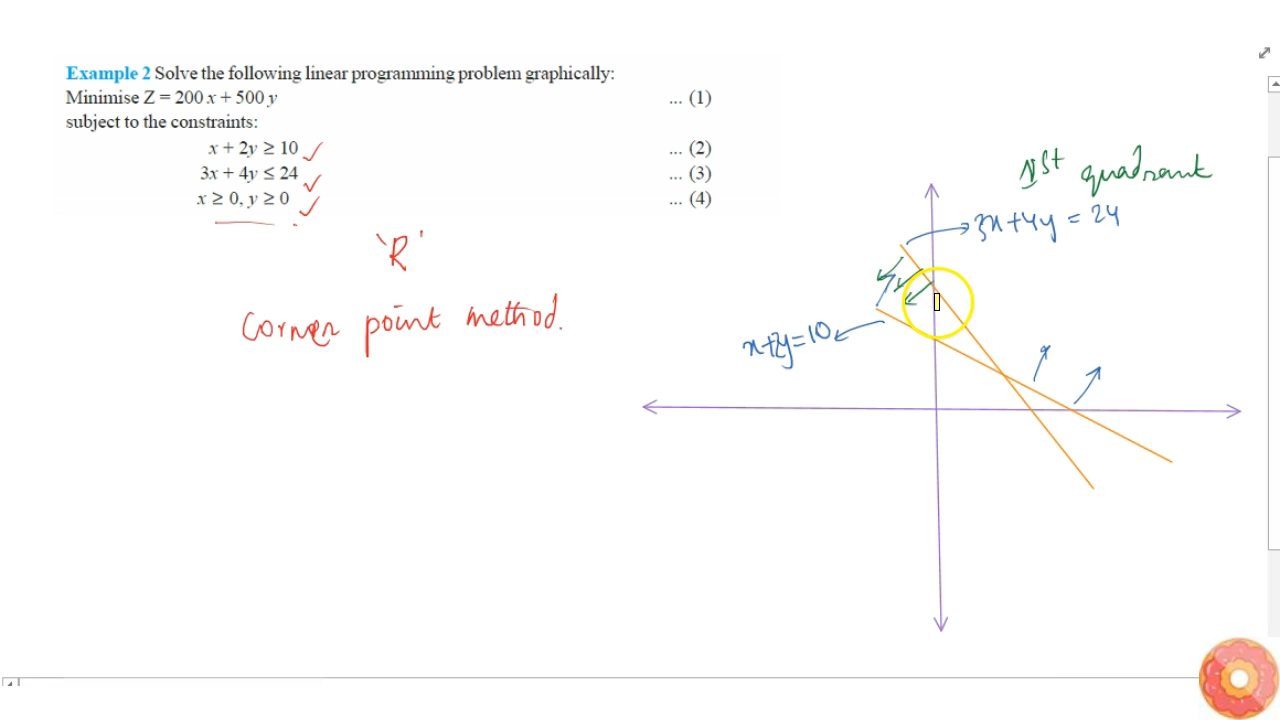 Example 2 Solve the following linear programming problem graphically:
Minimise Z = 200 x + 500 y ... (1)
subject to the constraints:
x + 2y ≥ 10 ... (2)
3x + 4y ≤ 24 ... (3)
x ≥ 0, y ≥ 0 ... (4)
'R'
corner point method.
Ist quadrant
3x+4y = 24
x+2y=10